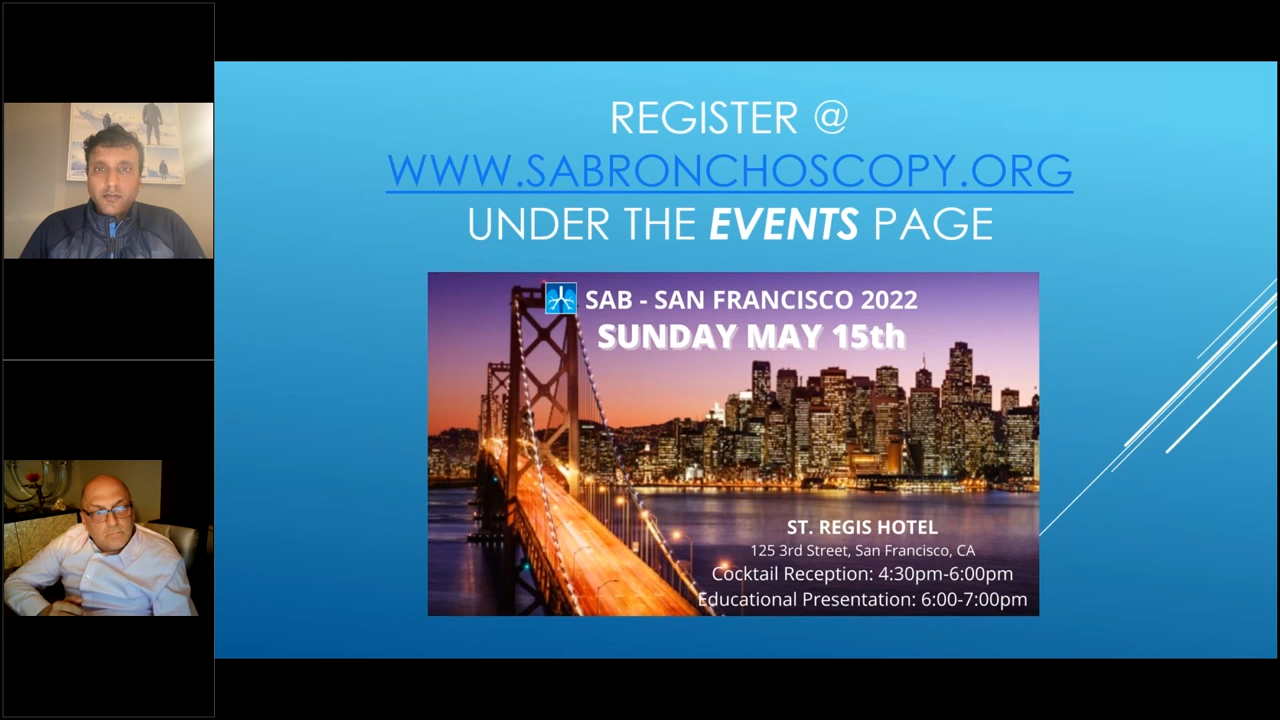 REGISTER @
WWW.SABRONCHOSCOPY.ORG
UNDER THE EVENTS PAGE
SAB - SAN FRANCISCO 2022
SUNDAY MAY 15th
ST. REGIS HOTEL
125 3rd Street, San Francisco, CA
Cocktail Reception: 4:30pm-6:00pm
Educational Presentation: 6:00-7:00pm